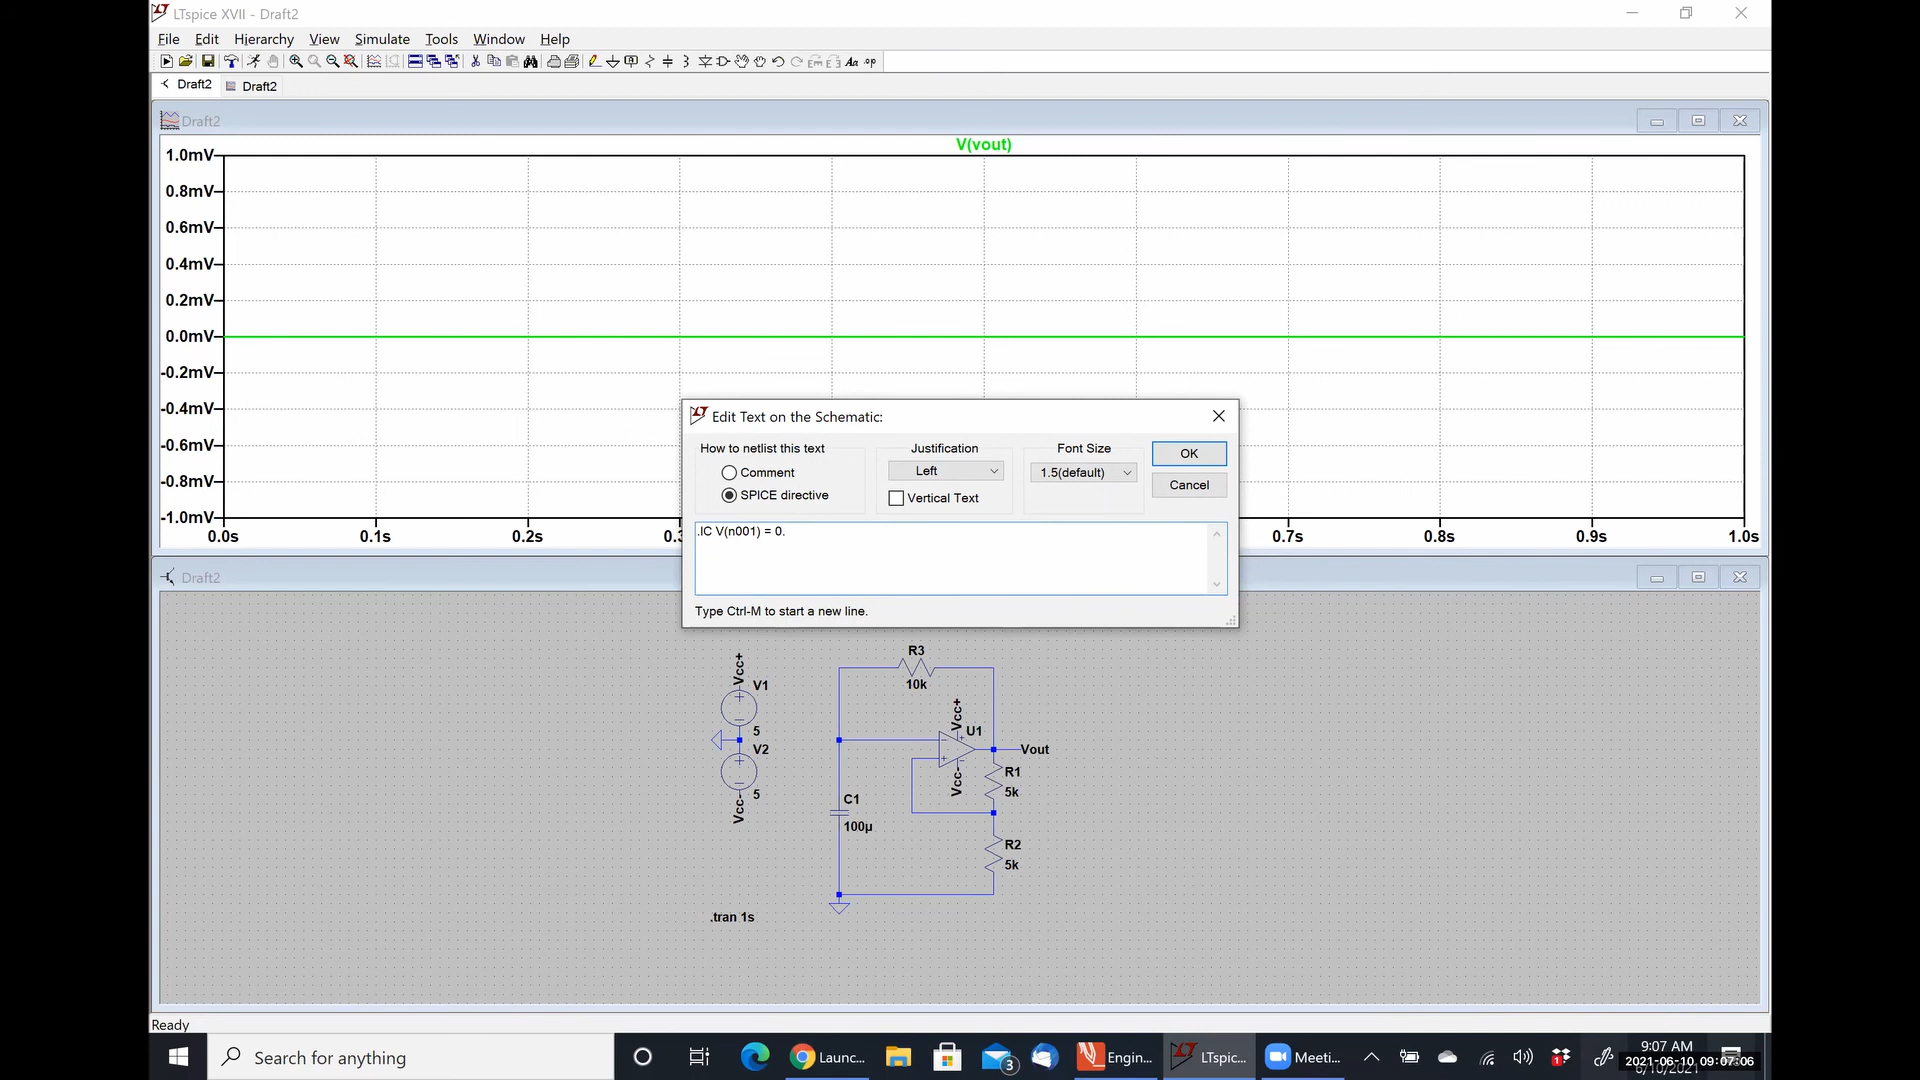 LTspice XVII - Draft2
File Edit Hierarchy View Simulate Tools Window Help
Draft2 Draft2
Draft2
V(vout)
1.0mV
0.8mV
0.6mV
0.4mV
0.2mV
0.0mV
-0.2mV
-0.4mV
-0.6mV
-0.8mV
-1.0mV
0.0s 0.1s 0.2s 0.7s 0.8s 0.9s 1.0s
Edit Text on the Schematic:
How to netlist this text
Comment
SPICE directive
Justification
Left
Vertical Text
Font Size
1.5(default)
OK
Cancel
.IC V(n001) = 0.
Type Ctrl-M to start a new line.
Draft2
Vcc+
V1
5
V2
5
Vcc-
R3
10k
Vcc+
U1
Vcc-
Vout
R1
5k
C1
100µ
R2
5k
.tran 1s
Ready
Search for anything
Launc...
3
Engin...
LTspic...
Meeti...
1
9:07 AM
2021-06-10 09:07:06